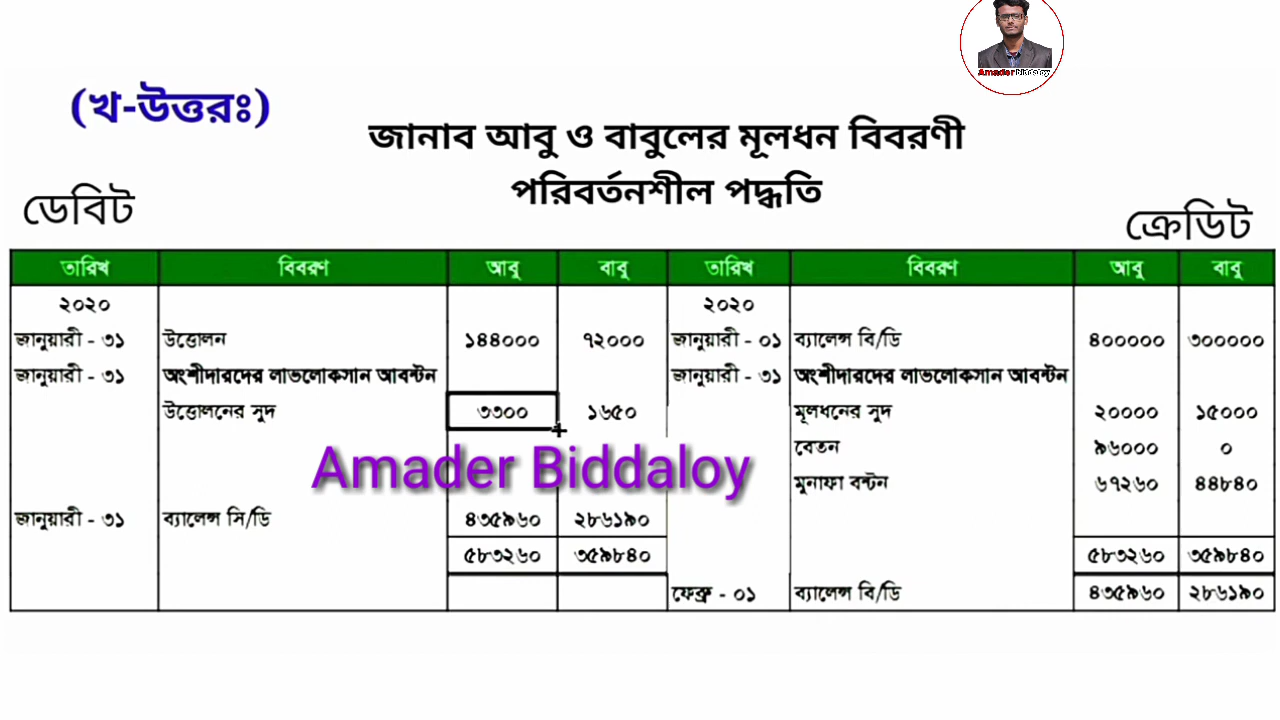 Amader Biddaloy
(খ-উত্তরঃ)
জানাব আবু ও বাবুলের মূলধন বিবরণী
পরিবর্তনশীল পদ্ধতি
ডেবিট
ক্রেডিট
তারিখ বিবরণ আবু বাবু তারিখ বিবরণ আবু বাবু
২০২০ ২০২০
জানুয়ারী - ৩১ উত্তোলন ১৪৪০০০ ৭২০০০ জানুয়ারী - ০১ ব্যালেন্স বি/ডি ৪০০০০০ ৩০০০০০
জানুয়ারী - ৩১ অংশীদারদের লাভলোকসান আবন্টন জানুয়ারী - ৩১ অংশীদারদের লাভলোকসান আবন্টন
উত্তোলনের সুদ ৩৩০০ ১৬৫০ মূলধনের সুদ ২০০০০ ১৫০০০
বেতন ৯৬০০০ ০
Amader Biddaloy
মুনাফা বন্টন ৬৭২৬০ ৪৪৮৪০
জানুয়ারী - ৩১ ব্যালেন্স সি/ডি ৪৩৫৯৬০ ২৮৬১৯০
৫৮৩২৬০ ৩৫৯৮৪০ ৫৮৩২৬০ ৩৫৯৮৪০
ফেব্রু - ০১ ব্যালেন্স বি/ডি ৪৩৫৯৬০ ২৮৬১৯০